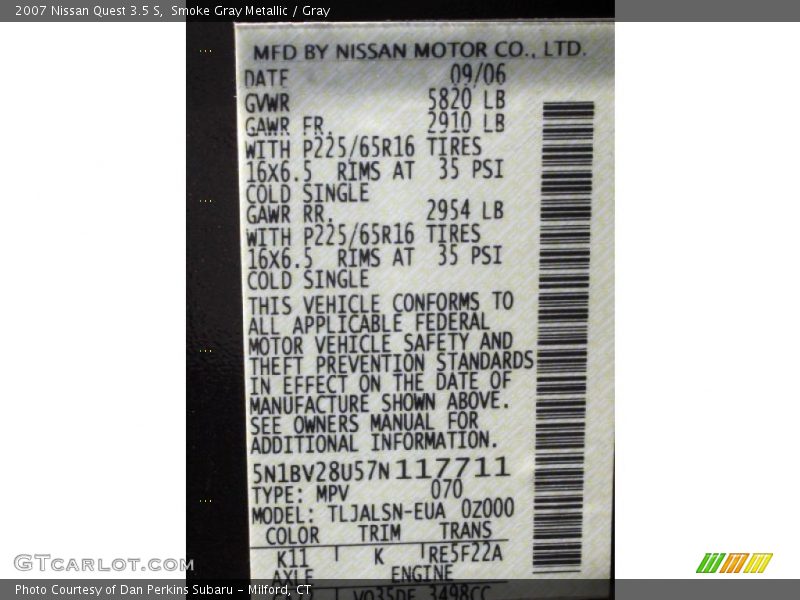 2007 Nissan Quest 3.5 S,  Smoke Gray Metallic / Gray
MFD BY NISSAN MOTOR CO., LTD.
DATE 09/06
GVWR 5820 LB
GAWR FR. 2910 LB
WITH P225/65R16 TIRES
16X6.5 RIMS AT 35 PSI
COLD SINGLE
GAWR RR. 2954 LB
WITH P225/65R16 TIRES
16X6.5 RIMS AT 35 PSI
COLD SINGLE
THIS VEHICLE CONFORMS TO
ALL APPLICABLE FEDERAL
MOTOR VEHICLE SAFETY AND
THEFT PREVENTION STANDARDS
IN EFFECT ON THE DATE OF
MANUFACTURE SHOWN ABOVE.
SEE OWNERS MANUAL FOR
ADDITIONAL INFORMATION.
5N1BV28U57N117711
TYPE: MPV 070
MODEL: TLJALSN-EUA 0Z000
COLOR TRIM TRANS
K11 K RE5F22A
AXLE ENGINE
VQ35DE 3498CC
GTCARLOT.COM
Photo Courtesy of Dan Perkins Subaru - Milford, CT